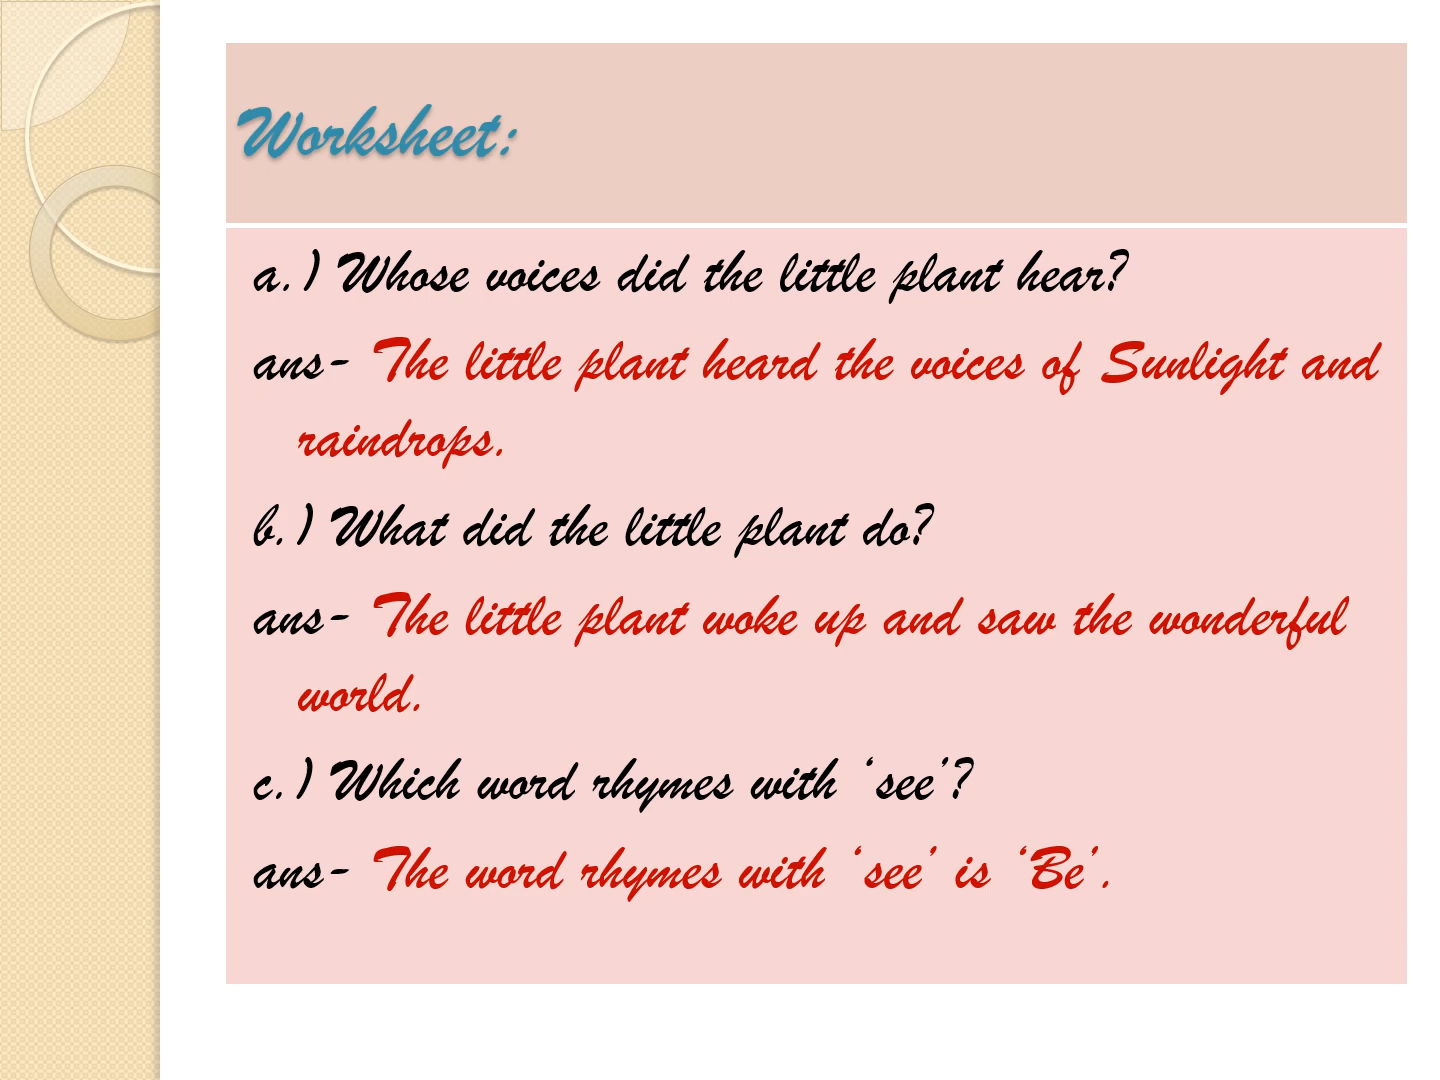 Worksheet:
a.) Whose voices did the little plant hear?
ans- The little plant heard the voices of Sunlight and
raindrops.
b.) What did the little plant do?
ans- The little plant woke up and saw the wonderful
world.
c.) Which word rhymes with ‘see’?
ans- The word rhymes with ‘see’ is ‘Be’.